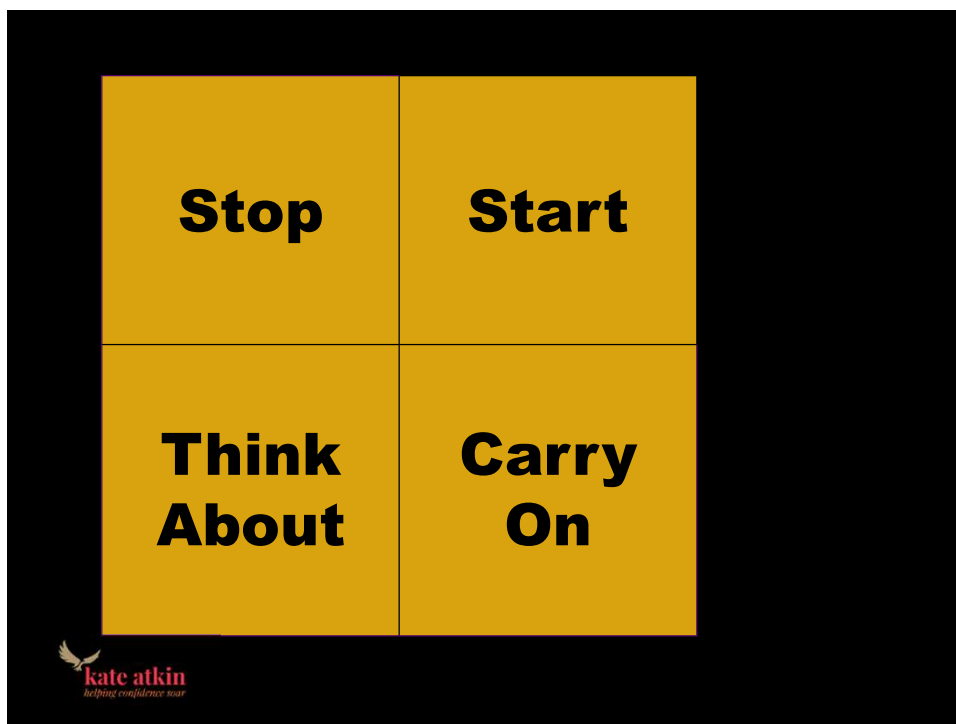 Stop
Start
Think
About
Carry
On
kate atkin
helping confidence soar